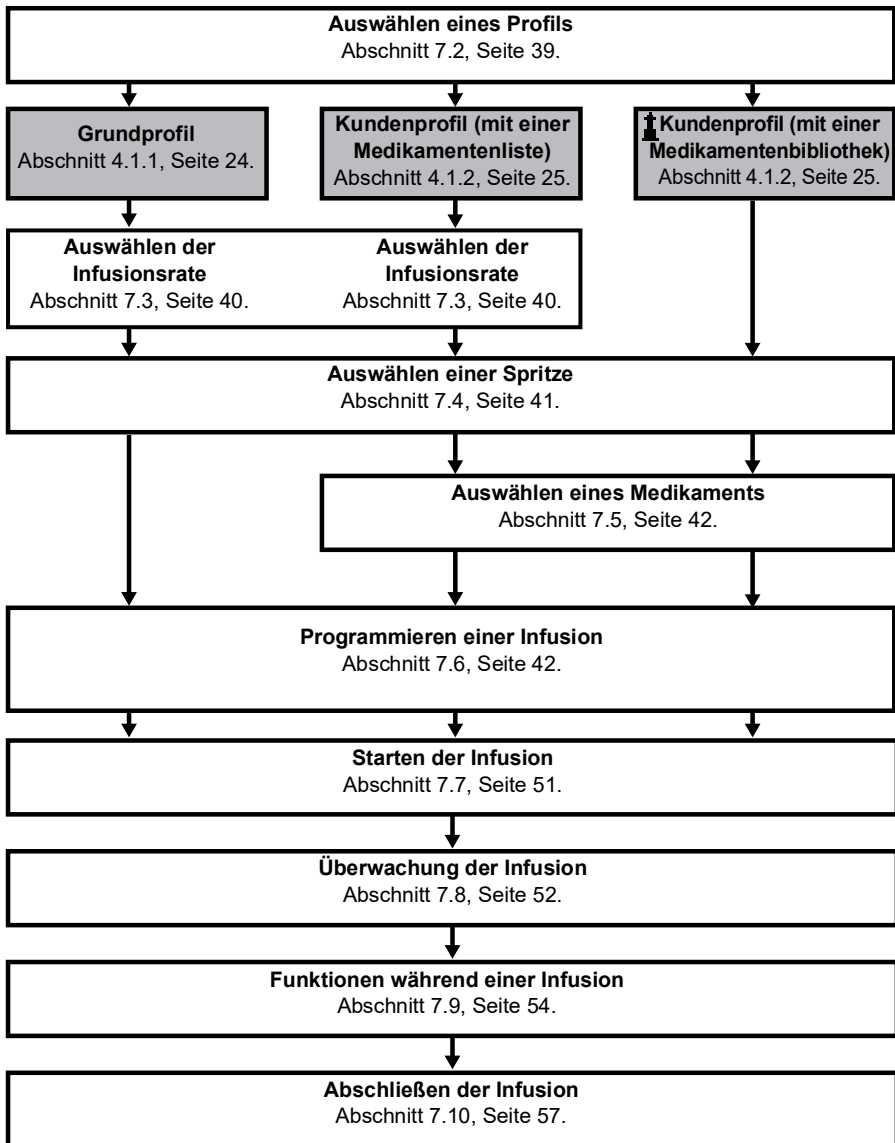 Auswählen eines Profils
Abschnitt 7.2, Seite 39.
Grundprofil
Abschnitt 4.1.1, Seite 24.
Kundenprofil (mit einer
Medikamentenliste)
Abschnitt 4.1.2, Seite 25.
Kundenprofil (mit einer
Medikamentenbibliothek)
Abschnitt 4.1.2, Seite 25.
Auswählen der
Infusionsrate
Abschnitt 7.3, Seite 40.
Auswählen der
Infusionsrate
Abschnitt 7.3, Seite 40.
Auswählen einer Spritze
Abschnitt 7.4, Seite 41.
Auswählen eines Medikaments
Abschnitt 7.5, Seite 42.
Programmieren einer Infusion
Abschnitt 7.6, Seite 42.
Starten der Infusion
Abschnitt 7.7, Seite 51.
Überwachung der Infusion
Abschnitt 7.8, Seite 52.
Funktionen während einer Infusion
Abschnitt 7.9, Seite 54.
Abschließen der Infusion
Abschnitt 7.10, Seite 57.